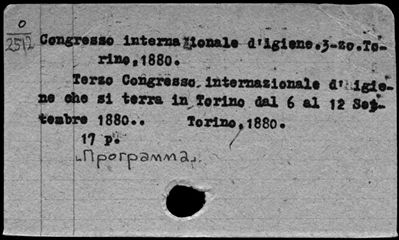 0
2512
Congresso internazionale d'igiene.3-zo.To-
rino,1880.
Terzo Congresso internazionale d'igie-
ne che si terra in Torino dal 6 al 12 Set-
tembre 1880.. Torino,1880.
17 p.
"Программа".